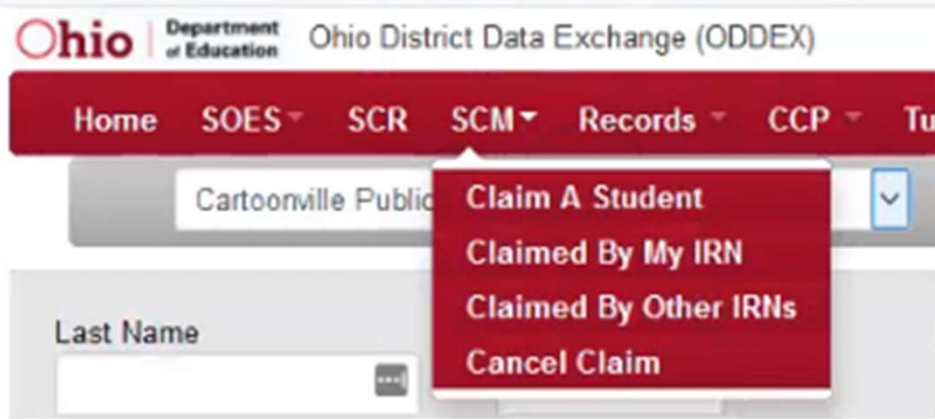 Ohio Department of Education Ohio District Data Exchange (ODDEX)
Home SOES SCR SCM Records CCP Tu
Cartoonville Public
Claim A Student
Claimed By My IRN
Claimed By Other IRNs
Cancel Claim
Last Name